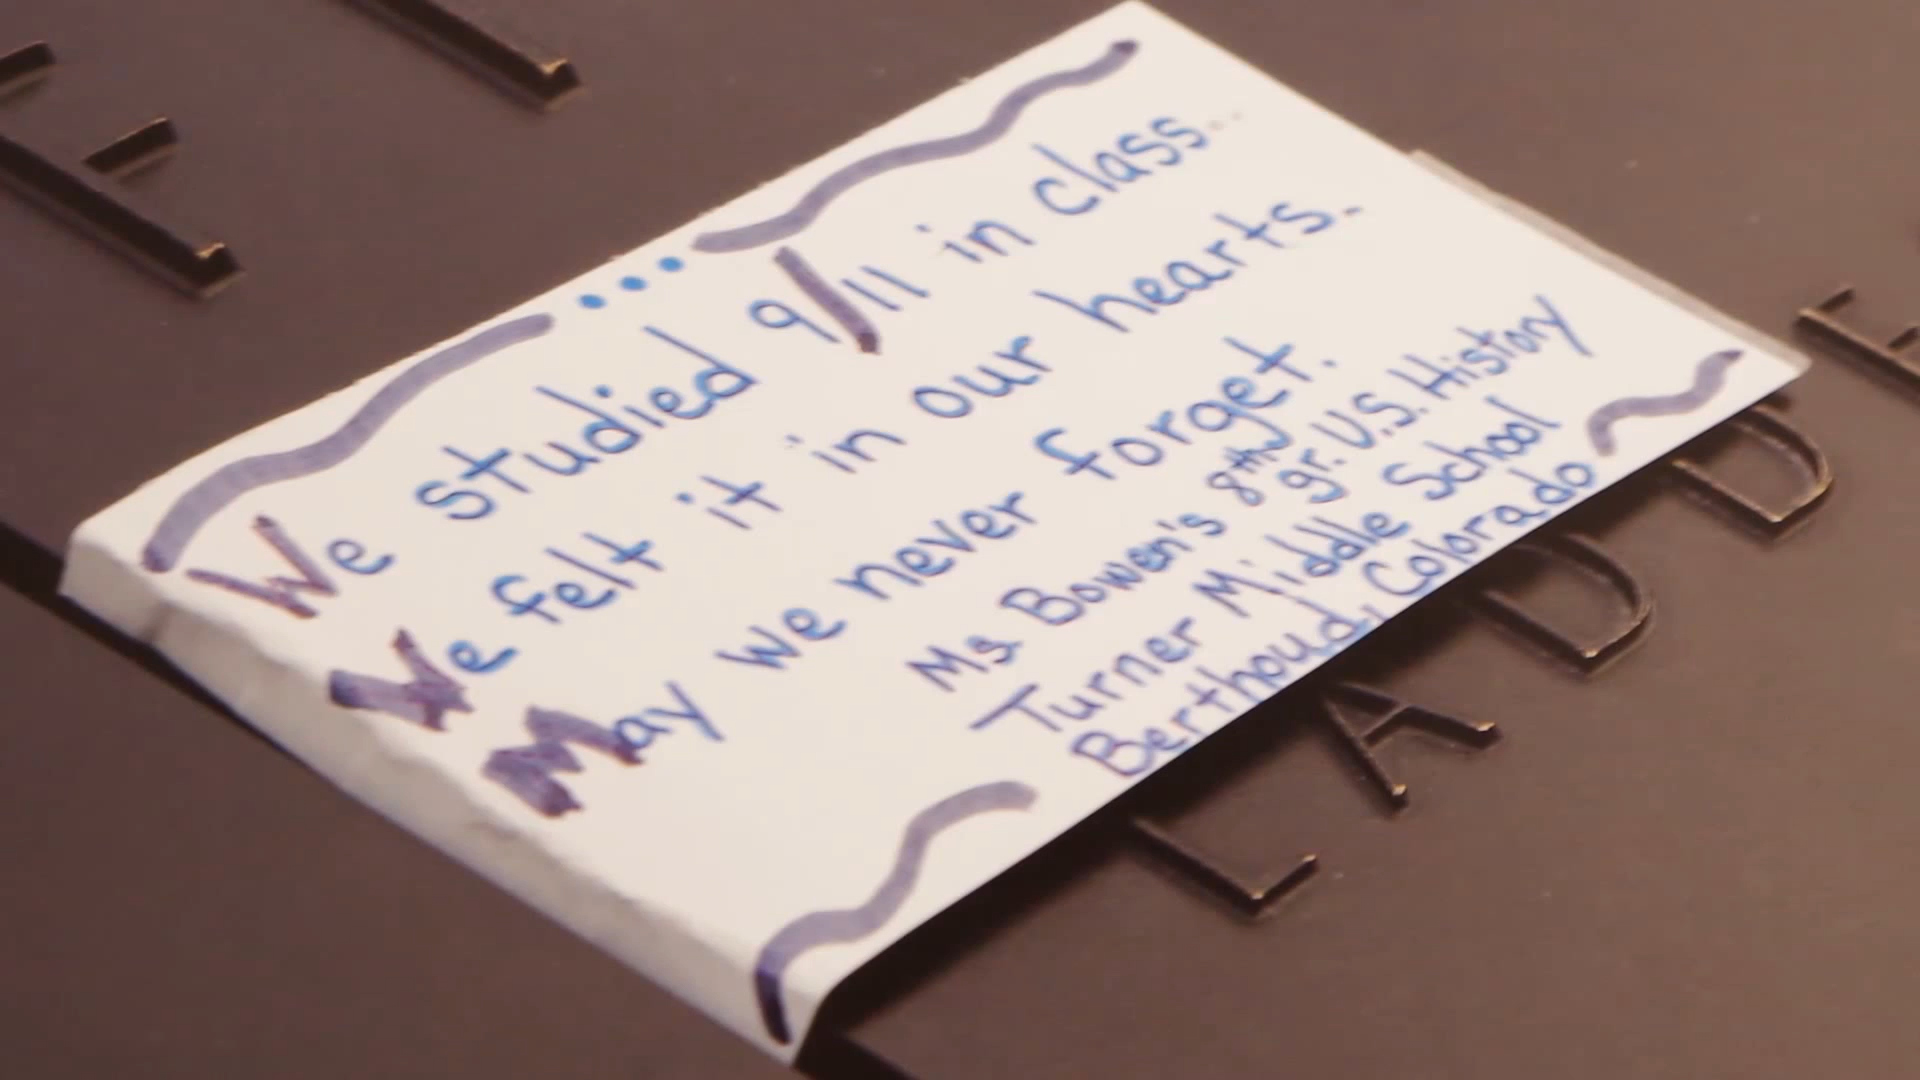 We studied 9/11 in class...
We felt it in our hearts.
May we never forget.
Ms. Bowen's 8th gr. U.S. History
Turner Middle School
Berthoud, Colorado
LADDE